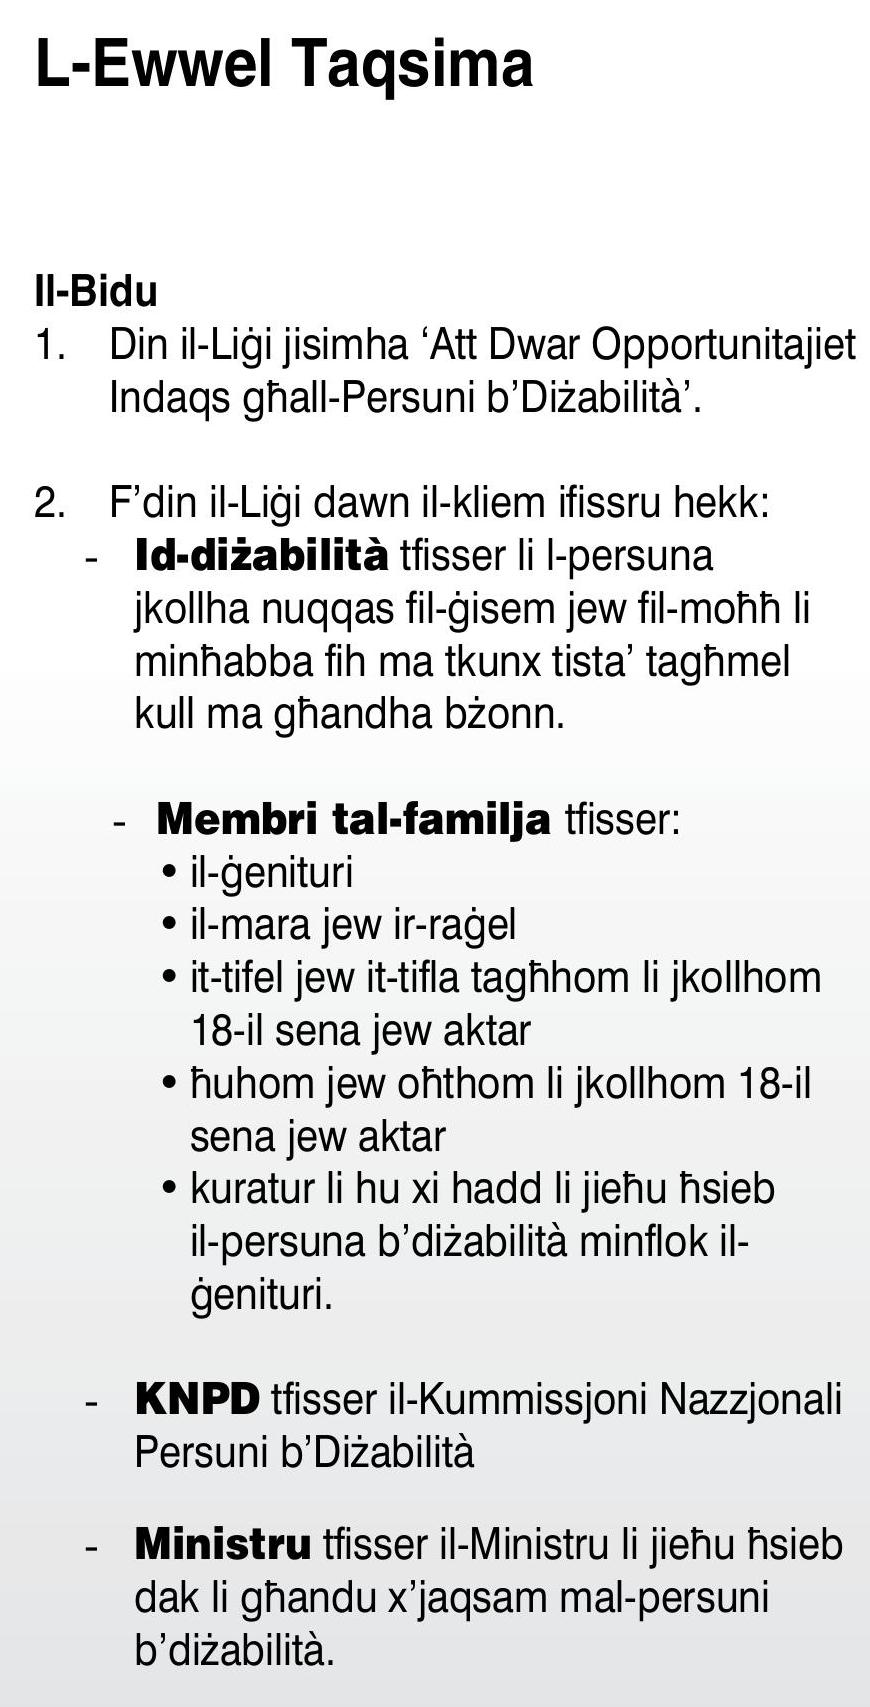 L-Ewwel Taqsima
Il-Bidu
1. Din il-Liġi jisimha ‘Att Dwar Opportunitajiet
Indaqs għall-Persuni b’Diżabilità’.
2. F’din il-Liġi dawn il-kliem ifissru hekk:
- Id-diżabilità tfisser li l-persuna
jkollha nuqqas fil-ġisem jew fil-moħħ li
minħabba fih ma tkunx tista’ tagħmel
kull ma għandha bżonn.
- Membri tal-familja tfisser:
• il-ġenituri
• il-mara jew ir-raġel
• it-tifel jew it-tifla tagħhom li jkollhom
18-il sena jew aktar
• ħuhom jew oħthom li jkollhom 18-il
sena jew aktar
• kuratur li hu xi hadd li jieħu ħsieb
il-persuna b’diżabilità minflok il-
ġenituri.
- KNPD tfisser il-Kummissjoni Nazzjonali
Persuni b’Diżabilità
- Ministru tfisser il-Ministru li jieħu ħsieb
dak li għandu x’jaqsam mal-persuni
b’diżabilità.